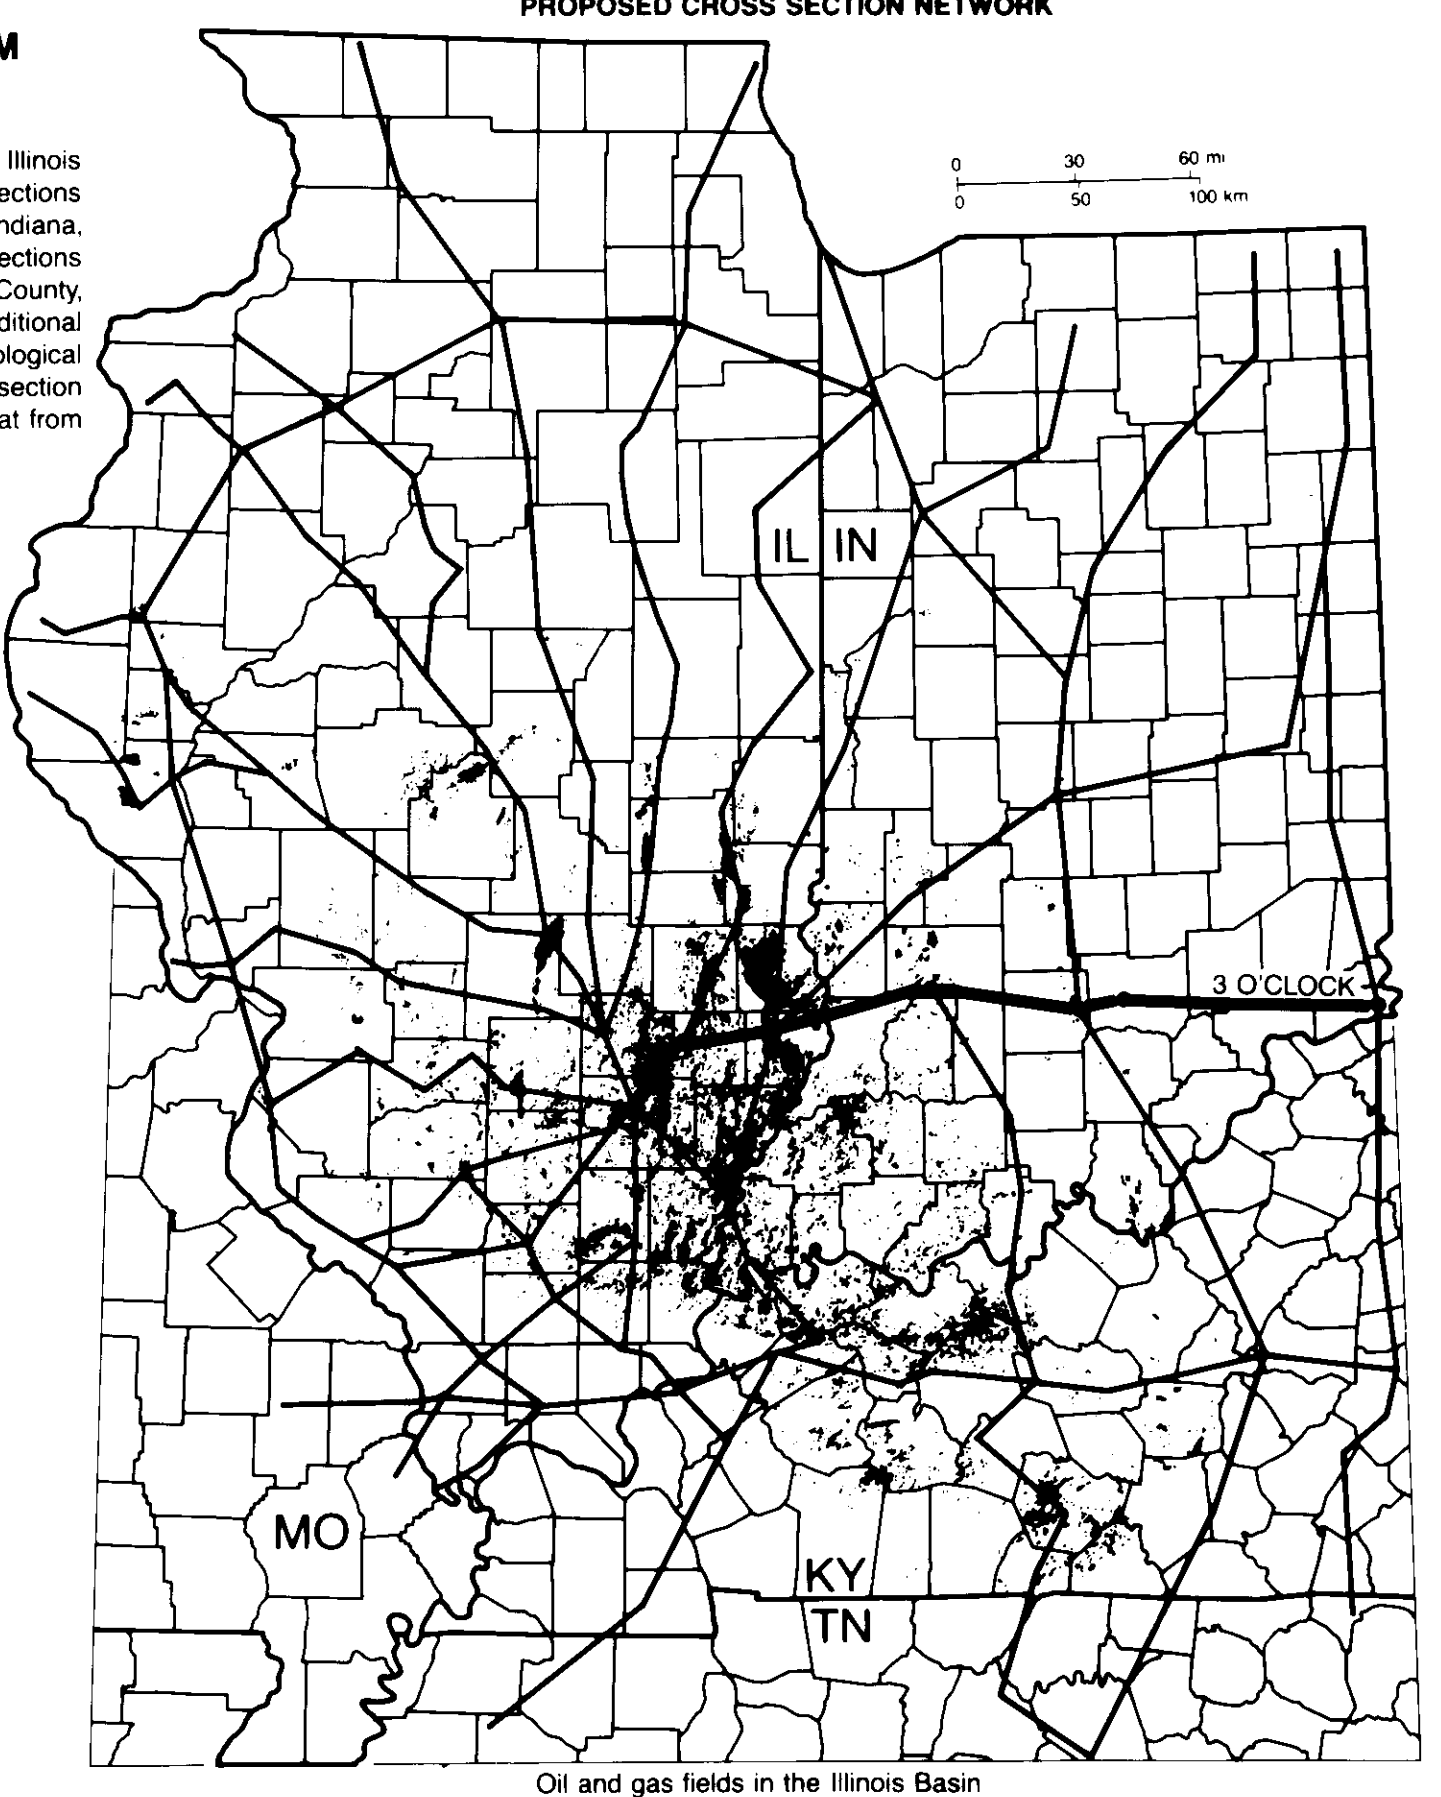 PROPOSED CROSS SECTION NETWORK
M
Illinois
ections
ndiana,
ections
County,
ditional
ological
section
at from
0 30 60 mi
0 50 100 km
IL IN
3 O'CLOCK
MO
KY
TN
Oil and gas fields in the Illinois Basin